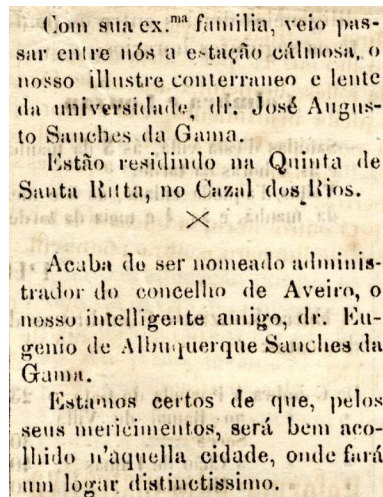 Com sua ex.ma familia, veio pas-
sar entre nós a estação cálmosa, o
nosso illustre conterraneo e lente
da universidade, dr. José Augus-
to Sanches da Gama.
Estão residindo na Quinta de
Santa Ritta, no Cazal dos Rios.
Acaba de ser nomeado adminis-
trador do concelho de Aveiro, o
nosso intelligente amigo, dr. Eu-
genio de Albuquerque Sanches da
Gama.
Estamos certos de que, pelos
seus mericimentos, será bem aco-
lhido n'aquella cidade, onde fará
um logar distinctissimo.